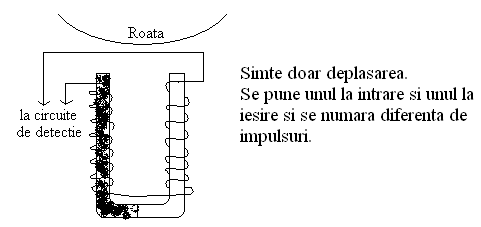 Roata
la circuite
de detectie
Simte doar deplasarea.
Se pune unul la intrare si unul la
iesire si se numara diferenta de
impulsuri.